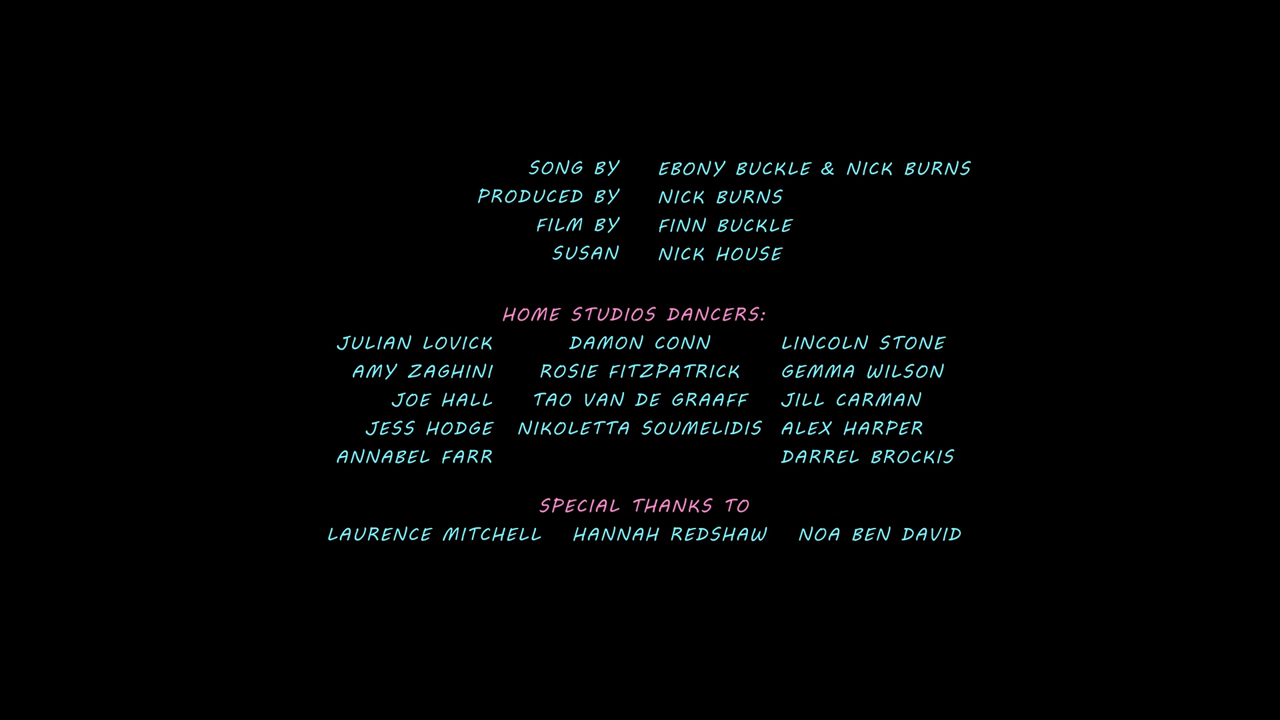 SONG BY EBONY BUCKLE & NICK BURNS
PRODUCED BY NICK BURNS
FILM BY FINN BUCKLE
SUSAN NICK HOUSE
HOME STUDIOS DANCERS:
JULIAN LOVICK DAMON CONN LINCOLN STONE
AMY ZAGHINI ROSIE FITZPATRICK GEMMA WILSON
JOE HALL TAO VAN DE GRAAFF JILL CARMAN
JESS HODGE NIKOLETTA SOUMELIDIS ALEX HARPER
ANNABEL FARR DARREL BROCKIS
SPECIAL THANKS TO
LAURENCE MITCHELL HANNAH REDSHAW NOA BEN DAVID